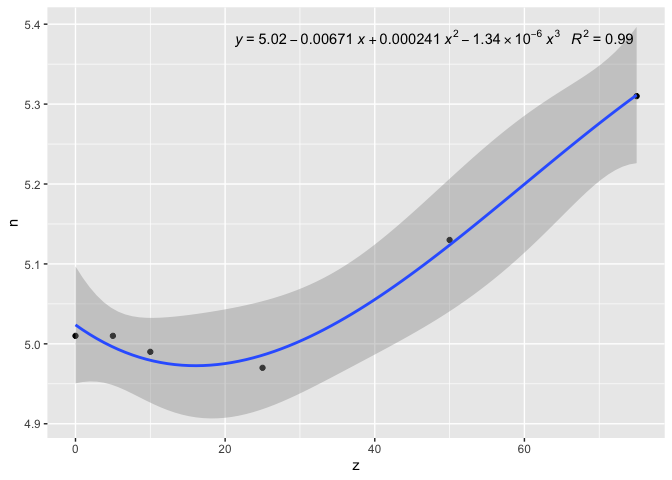 y = 5.02 – 0.00671 x + 0.000241 x² – 1.34 × 10⁻⁶ x³ R² = 0.99
5.4
5.3
5.2
5.1
5.0
4.9
n
0 20 40 60
z